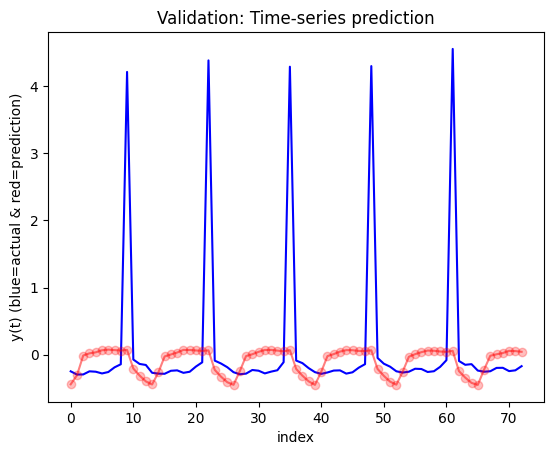 Validation: Time-series prediction
y(t) (blue=actual & red=prediction)
4
3
2
1
0
0 10 20 30 40 50 60 70
index